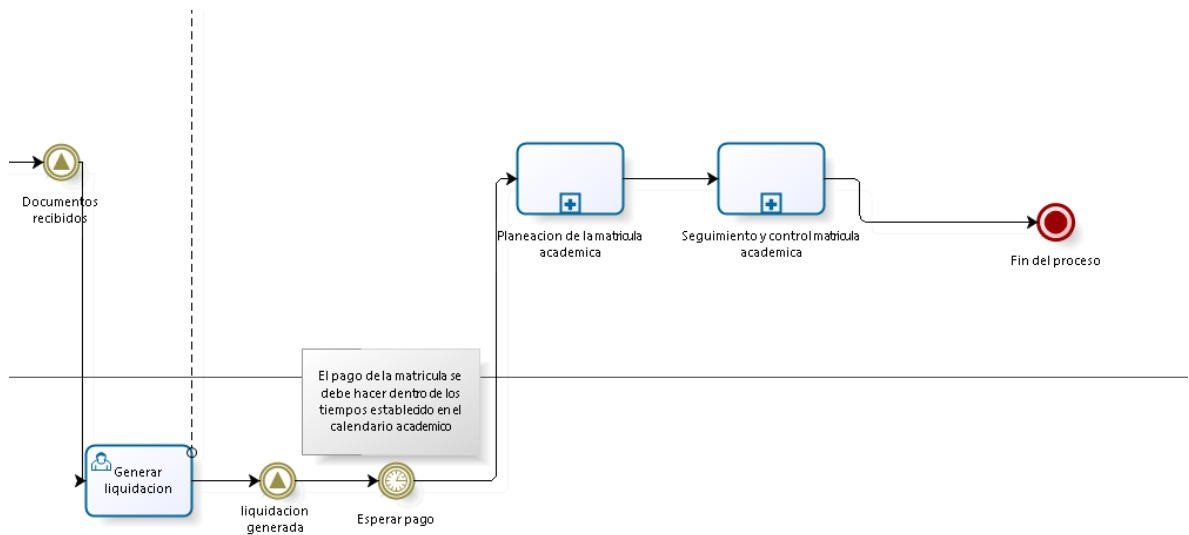 Documentos
recibidos
Planeacion de la matricula
academica
Seguimiento y control matricula
academica
Fin del proceso
El pago de la matricula se
debe hacer dentro de los
tiempos establecido en el
calendario academico
Generar
liquidacion
liquidacion
generada
Esperar pago